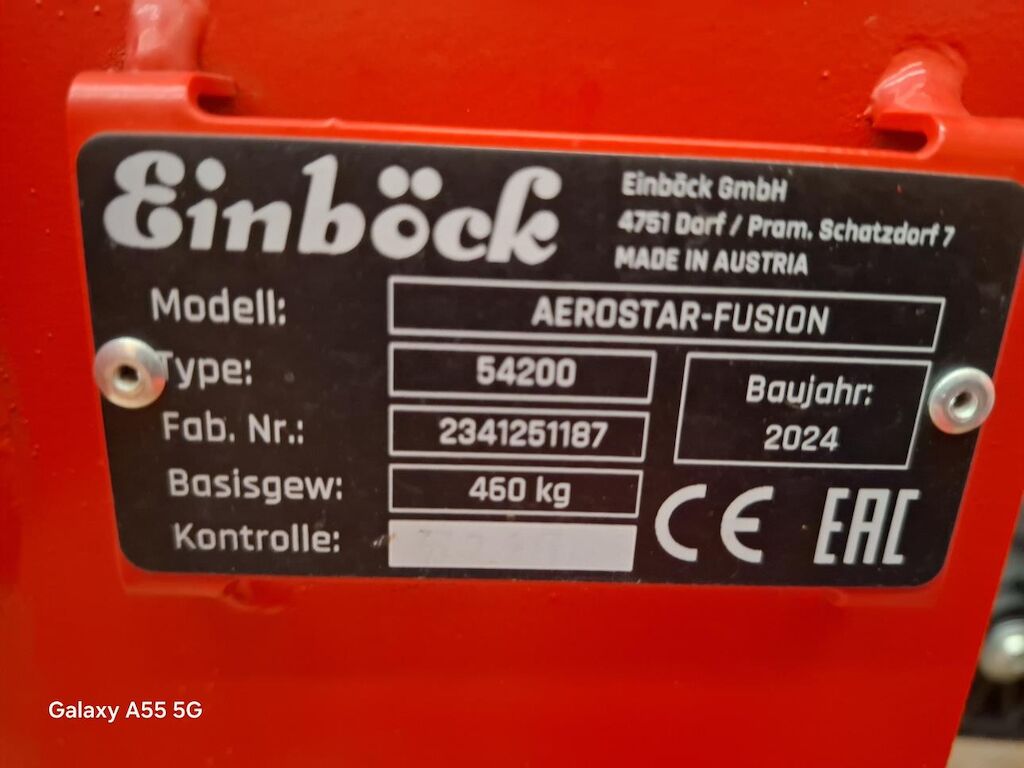 Einböck
Einböck GmbH
4751 Dorf / Pram, Schatzdorf 7
MADE IN AUSTRIA
Modell: AEROSTAR-FUSION
Type: 54200
Baujahr: 2024
Fab. Nr.: 2341251187
Basisgew: 460 kg
Kontrolle:
CE EAC
Galaxy A55 5G